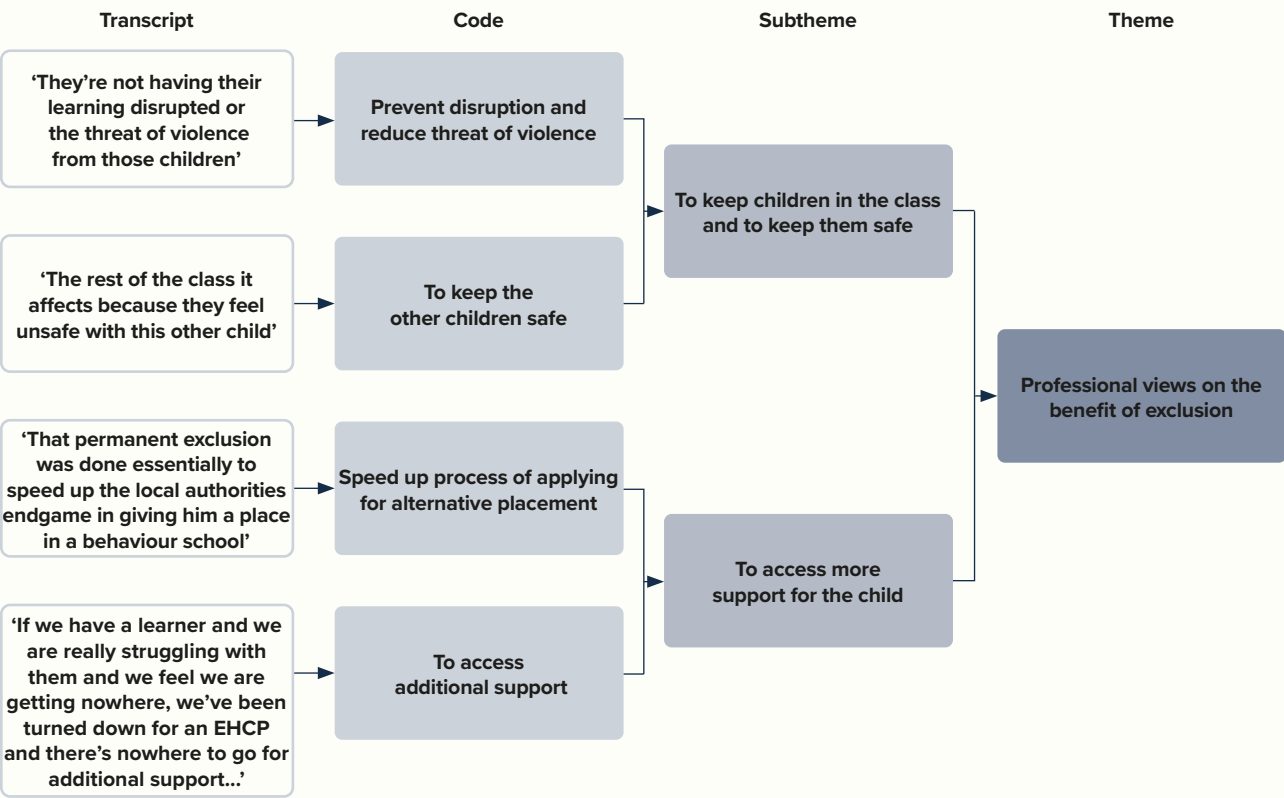 Transcript
Code
Subtheme
Theme
‘They’re not having their
learning disrupted or
the threat of violence
from those children’
Prevent disruption and
reduce threat of violence
To keep children in the class
and to keep them safe
‘The rest of the class it
affects because they feel
unsafe with this other child’
To keep the
other children safe
Professional views on the
benefit of exclusion
‘That permanent exclusion
was done essentially to
speed up the local authorities
endgame in giving him a place
in a behaviour school’
Speed up process of applying
for alternative placement
To access more
support for the child
‘If we have a learner and we
are really struggling with
them and we feel we are
getting nowhere, we’ve been
turned down for an EHCP
and there’s nowhere to go for
additional support...’
To access
additional support